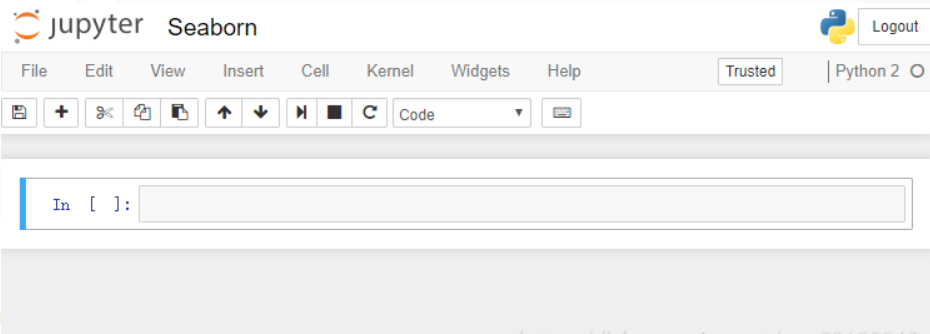 jupyter Seaborn Logout
File Edit View Insert Cell Kernel Widgets Help Trusted Python 2
Code
In [ ]: